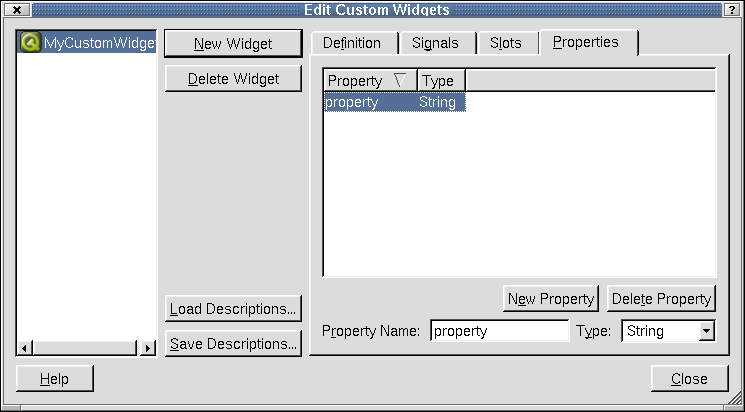 Edit Custom Widgets
?
MyCustomWidget
New Widget
Delete Widget
Load Descriptions...
Save Descriptions...
Definition Signals Slots Properties
Property Type
property String
New Property Delete Property
Property Name: property Type: String
Help Close